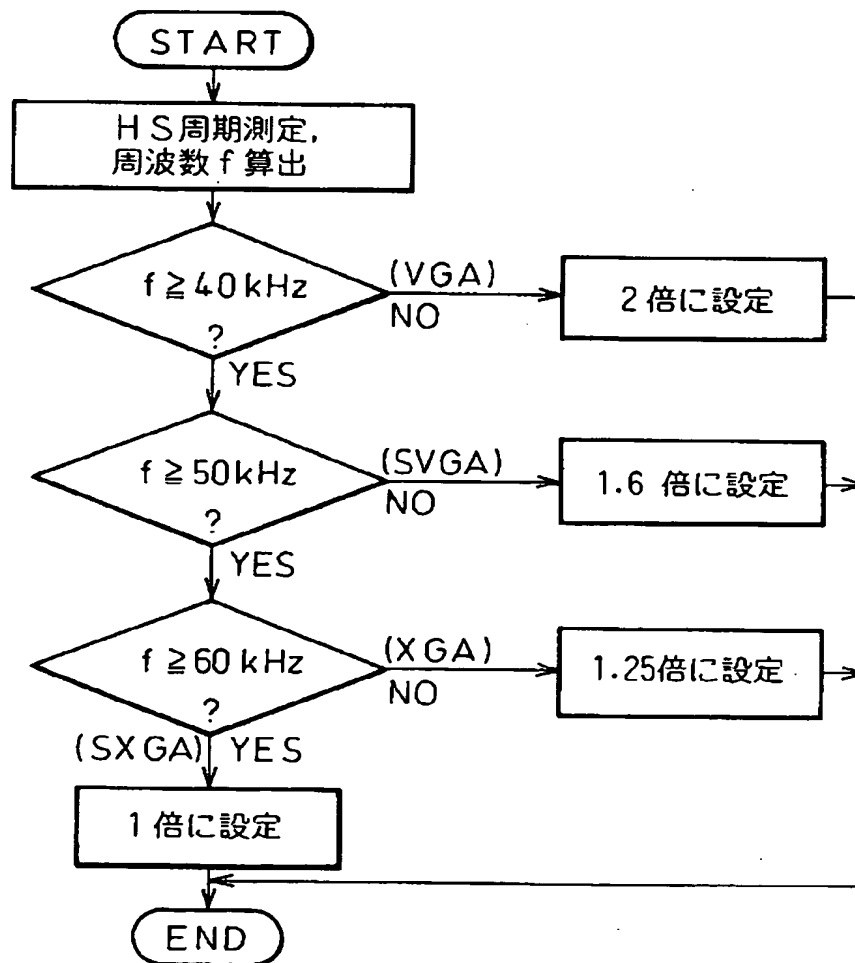 START
HS周期測定,
周波数 f 算出
f ≧ 40kHz
?
(VGA)
NO
2 倍に設定
YES
f ≧ 50kHz
?
(SVGA)
NO
1.6 倍に設定
YES
f ≧ 60kHz
?
(XGA)
NO
1.25倍に設定
(SXGA) YES
1 倍に設定
END